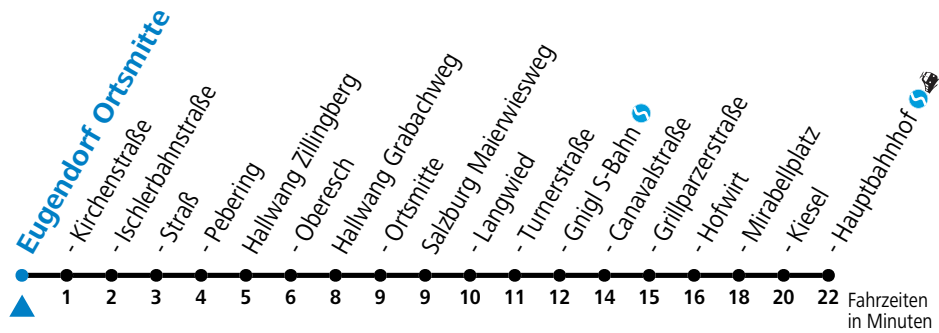 Eugendorf Ortsmitte
- Kirchenstraße
- Ischlerbahnstraße
- Straß
- Pebering
Hallwang Zillingberg
- Oberesch
Hallwang Grabachweg
- Ortsmitte
Salzburg Maierwiesweg
- Langwied
- Turnerstraße
- Gnigl S-Bahn
- Canavalstraße
- Grillparzerstraße
- Hofwirt
- Mirabellplatz
- Kiesel
- Hauptbahnhof
1 2 3 4 5 6 8 9 9 10 11 12 14 15 16 18 20 22 Fahrzeiten
in Minuten